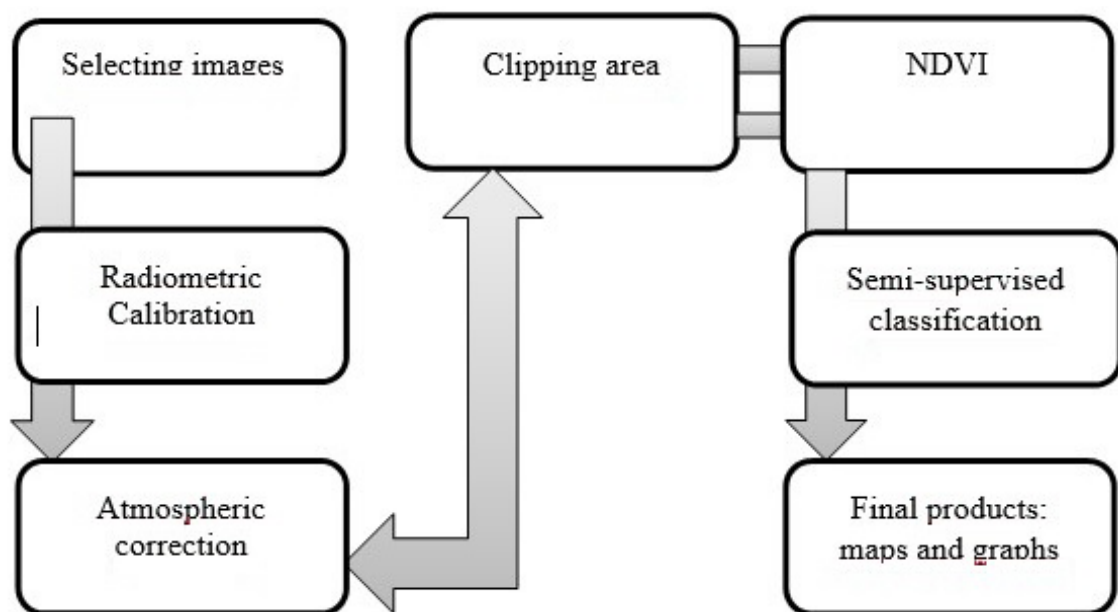 Selecting images
Radiometric
Calibration
Atmospheric
correction
Clipping area
NDVI
Semi-supervised
classification
Final products:
maps and graphs